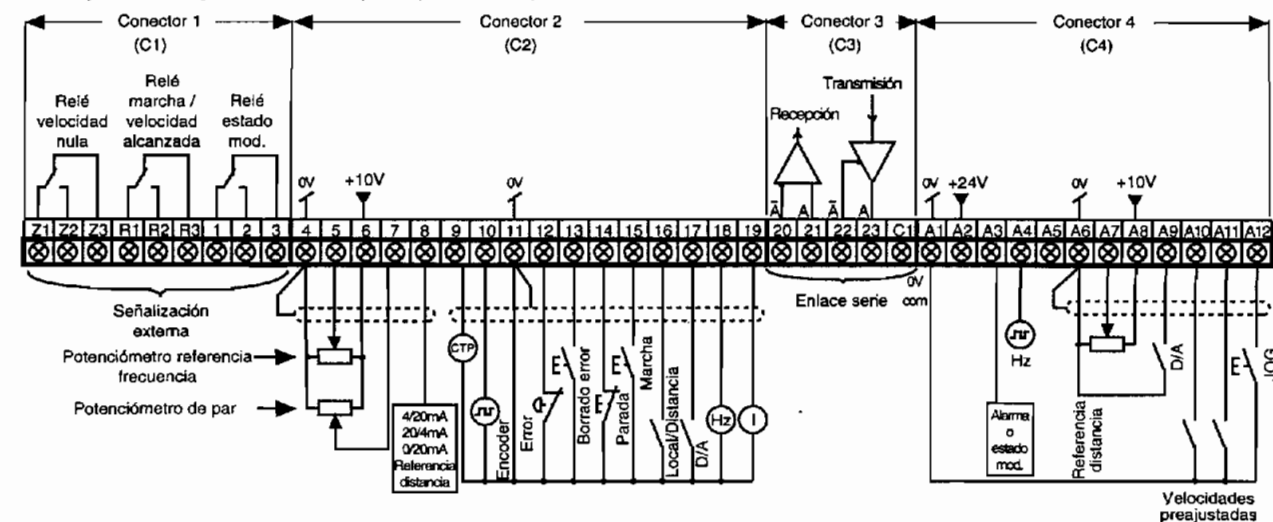 Conector 1
(C1)
Conector 2
(C2)
Conector 3
(C3)
Conector 4
(C4)
Relé
velocidad
nula
Relé
marcha /
velocidad
alcanzada
Relé
estado
mod.
0V
+10V
0V
Recepción
Transmisión
0V
+24V
0V
+10V
A̅
A
A̅
A
Z1 Z2 Z3 R1 R2 R3 1 2 3 4 5 6 7 8 9 10 11 12 13 14 15 16 17 18 19 20 21 22 23 C1 A1 A2 A3 A4 A5 A6 A7 A8 A9 A10 A11 A12
Señalización
externa
Potenciómetro referencia
frecuencia
Potenciómetro de par
4/20mA
20/4mA
0/20mA
Referencia
distancia
CTP
Encoder
Error
Borrado error
Parada
Marcha
Local/Distancia
D/A
Hz
I
Enlace serie
0V
com
Hz
Alarma
o
estado
mod.
Referencia
distancia
D/A
JOG
Velocidades
preajustadas